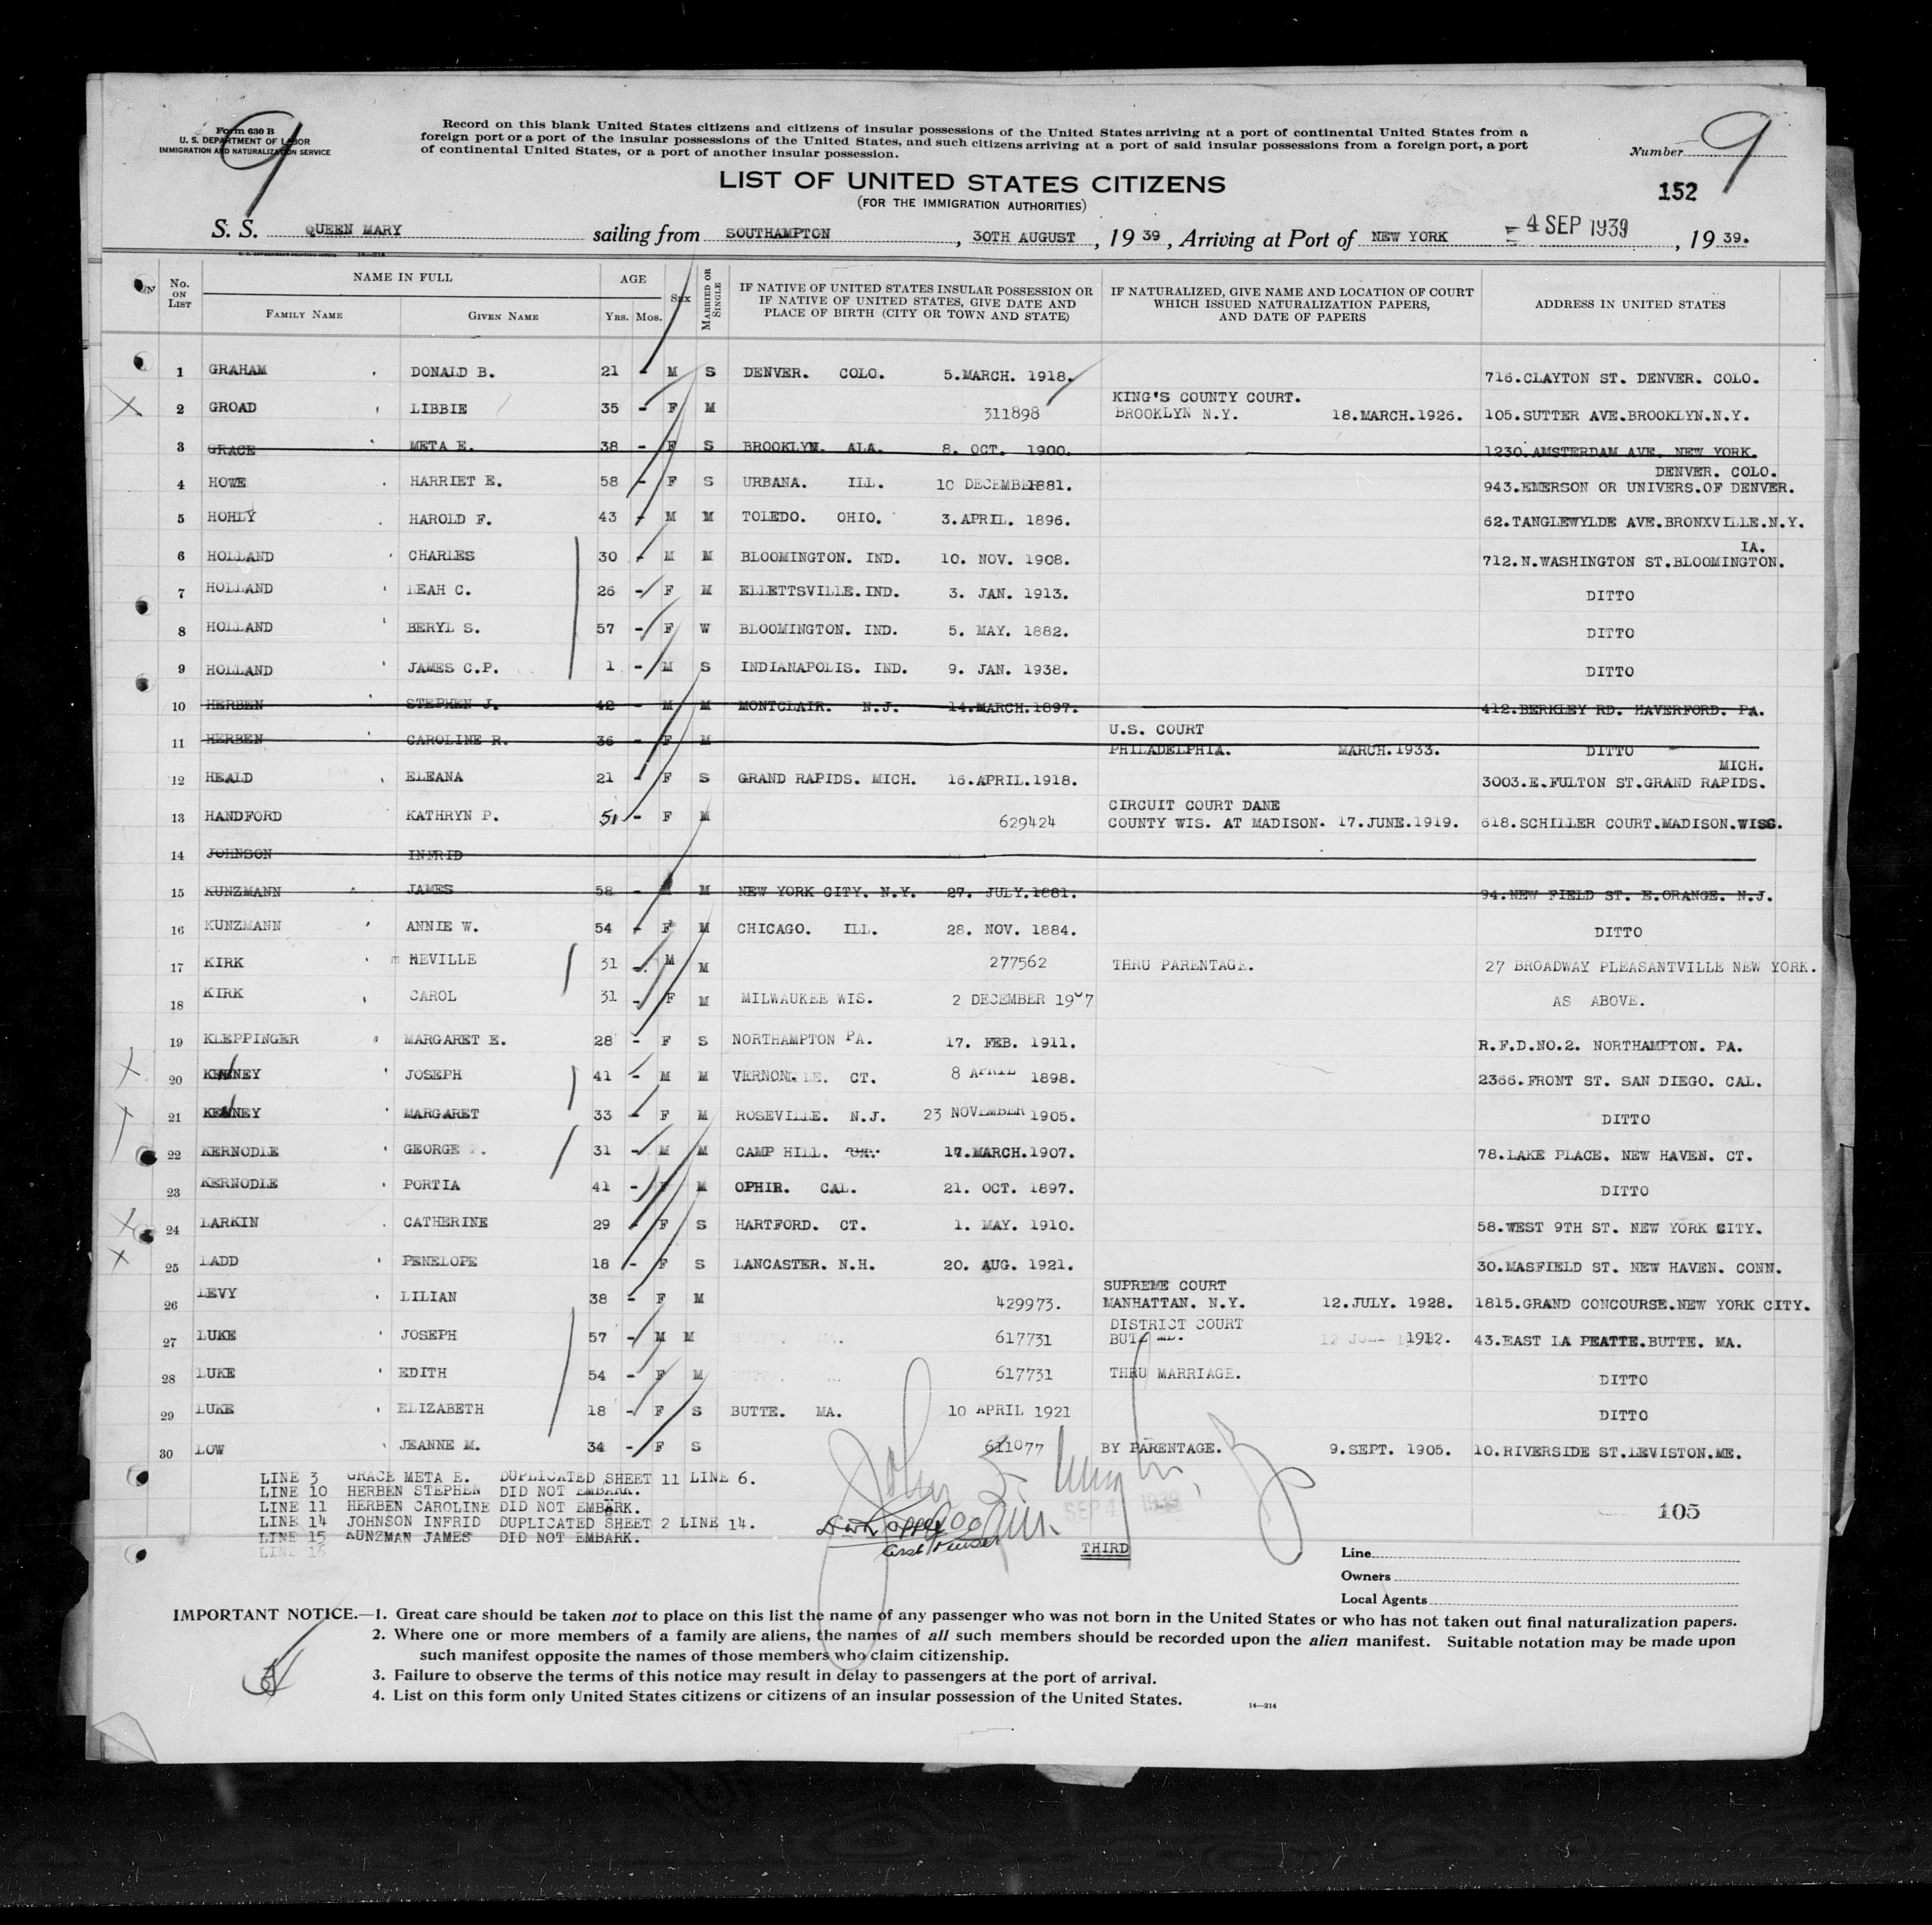 9
9
Form 630 B
U. S. DEPARTMENT OF LABOR
IMMIGRATION AND NATURALIZATION SERVICE
Record on this blank United States citizens and citizens of insular possessions of the United States arriving at a port of continental United States from a
foreign port or a port of the insular possessions of the United States, and such citizens arriving at a port of said insular possessions from a foreign port, a port
of continental United States, or a port of another insular possession.
Number
152
LIST OF UNITED STATES CITIZENS
(FOR THE IMMIGRATION AUTHORITIES)
S. S. QUEEN MARY sailing from SOUTHAMPTON, 30TH AUGUST, 19 39, Arriving at Port of NEW YORK 4 SEP 1939, 19 39.
No. ON LIST NAME IN FULL FAMILY NAME GIVEN NAME AGE Yrs. Mos. SEX MARRIED OR SINGLE IF NATIVE OF UNITED STATES INSULAR POSSESSION OR IF NATIVE OF UNITED STATES, GIVE DATE AND PLACE OF BIRTH (CITY OR TOWN AND STATE) IF NATURALIZED, GIVE NAME AND LOCATION OF COURT WHICH ISSUED NATURALIZATION PAPERS, AND DATE OF PAPERS ADDRESS IN UNITED STATES
1 GRAHAM DONALD B. 21 - M S DENVER. COLO. 5.MARCH. 1918. 716.CLAYTON ST. DENVER. COLO.
KING'S COUNTY COURT.
2 GROAD LIBBIE 35 - F M 311898 BROOKLYN N.Y. 18.MARCH.1926. 105.SUTTER AVE.BROOKLYN.N.Y.
3 GRACE META E. 38 - F S BROOKLYN. ALA. 8. OCT. 1900. 1230.AMSTERDAM AVE. NEW YORK.
DENVER. COLO.
4 HOWE HARRIET E. 58 - F S URBANA. ILL. 10 DECEMBER 1881. 943.EMERSON OR UNIVERS.OF DENVER.
5 HOHLY HAROLD F. 43 - M M TOLEDO. OHIO. 3.APRIL. 1896. 62.TANGLEWYLDE AVE.BRONXVILLE.N.Y.
IA.
6 HOLLAND CHARLES 30 - M M BLOOMINGTON. IND. 10. NOV. 1908. 712.N.WASHINGTON ST.BLOOMINGTON.
7 HOLLAND LEAH C. 26 - F M ELLETTSVILLE.IND. 3. JAN. 1913. DITTO
8 HOLLAND BERYL S. 57 - F W BLOOMINGTON. IND. 5. MAY. 1882. DITTO
9 HOLLAND JAMES C.P. 1 - M S INDIANAPOLIS. IND. 9. JAN. 1938. DITTO
10 HERBEN STEPHEN J. 42 - M M MONTCLAIR. N.J. 14.MARCH.1897. 412.BERKLEY RD. HAVERFORD. PA.
U.S. COURT
11 HERBEN CAROLINE R. 36 - F M PHILADELPHIA. MARCH.1933. DITTO
MICH.
12 HEALD ELEANA 21 - F S GRAND RAPIDS. MICH. 16.APRIL.1918. 3003.E.FULTON ST.GRAND RAPIDS.
CIRCUIT COURT DANE
13 HANDFORD KATHRYN P. 51 - F M 629424 COUNTY WIS. AT MADISON. 17.JUNE.1919. 618.SCHILLER COURT.MADISON.WISC.
14 JOHNSON INFRID
15 KUNZMANN JAMES 58 - M M NEW YORK CITY. N.Y. 27. JULY.1881. 94.NEW FIELD ST. E.ORANGE. N.J.
16 KUNZMANN ANNIE W. 54 - F M CHICAGO. ILL. 28. NOV. 1884. DITTO
17 KIRK NEVILLE 31 - M M 277562 THRU PARENTAGE. 27 BROADWAY PLEASANTVILLE NEW YORK.
18 KIRK CAROL 31 - F M MILWAUKEE WIS. 2 DECEMBER 1907 AS ABOVE.
19 KLEPPINGER MARGARET E. 28 - F S NORTHAMPTON PA. 17. FEB. 1911. R.F.D.NO.2. NORTHAMPTON. PA.
20 JOSEPH 41 - M M VERNON CT. 8 APRIL 1898. 2366.FRONT ST. SAN DIEGO. CAL.
21 MARGARET 33 - F M ROSEVILLE. N.J. 23 NOVEMBER 1905. DITTO
22 KERNODLE GEORGE 31 - M M CAMP HILL. 17.MARCH.1907. 78.LAKE PLACE. NEW HAVEN. CT.
23 KERNODLE PORTIA 41 - F M OPHIR. CAL. 21. OCT. 1897. DITTO
24 LARKIN CATHERINE 29 - F S HARTFORD. CT. 1. MAY. 1910. 58.WEST 9TH ST. NEW YORK CITY.
25 LADD PENELOPE 18 - F S LANCASTER. N.H. 20. AUG. 1921. 30.MASFIELD ST. NEW HAVEN. CONN.
SUPREME COURT
26 LEVY LILIAN 38 - F M 429973. MANHATTAN. N.Y. 12.JULY. 1928. 1815.GRAND CONCOURSE.NEW YORK CITY.
DISTRICT COURT
27 LUKE JOSEPH 57 - M M 617731 1912. 43.EAST LA PEATTE.BUTTE. MA.
28 LUKE EDITH 54 - F M 617731 THRU MARRIAGE. DITTO
29 LUKE ELIZABETH 18 - F S BUTTE. MA. 10 APRIL 1921 DITTO
30 LOW JEANNE M. 34 - F S 611077 BY PARENTAGE. 9.SEPT. 1905. 10.RIVERSIDE ST.LEVISTON.ME.
LINE 3 GRACE META E. DUPLICATED SHEET 11 LINE 6.
LINE 10 HERBEN STEPHEN DID NOT EMBARK.
LINE 11 HERBEN CAROLINE DID NOT EMBARK.
LINE 14 JOHNSON INFRID DUPLICATED SHEET 2 LINE 14.
LINE 15 KUNZMAN JAMES DID NOT EMBARK.
LINE 16
SEP 4 1939
105
THIRD
Line
Owners
Local Agents
IMPORTANT NOTICE.—1. Great care should be taken not to place on this list the name of any passenger who was not born in the United States or who has not taken out final naturalization papers.
2. Where one or more members of a family are aliens, the names of all such members should be recorded upon the alien manifest. Suitable notation may be made upon
such manifest opposite the names of those members who claim citizenship.
3. Failure to observe the terms of this notice may result in delay to passengers at the port of arrival.
4. List on this form only United States citizens or citizens of an insular possession of the United States.
14—214